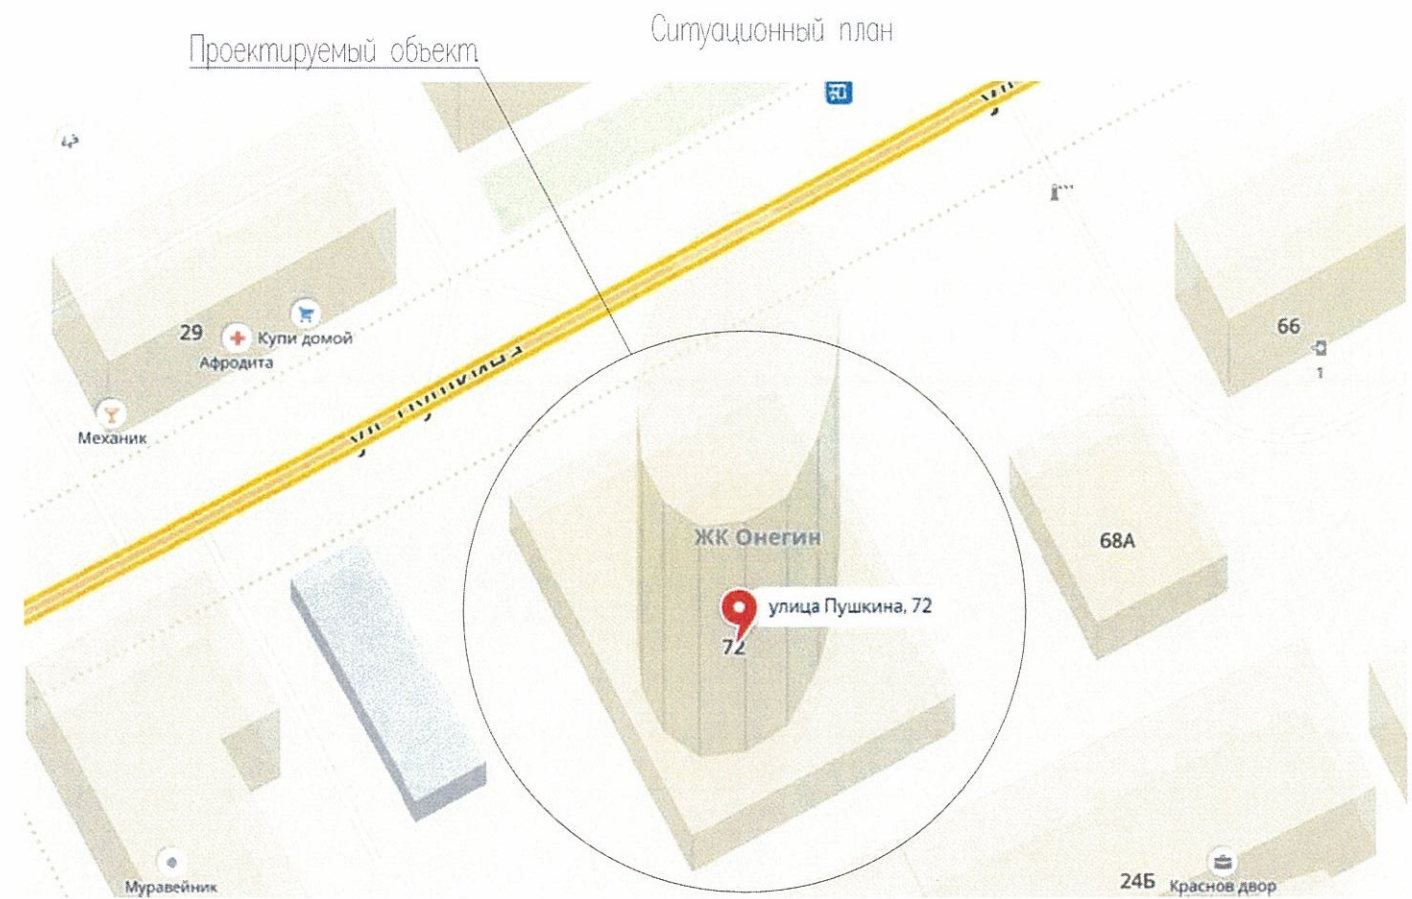 Ситуационный план
Проектируемый объект
29
Купи домой
Афродита
Механик
66
1
68А
ЖК Онегин
улица Пушкина, 72
72
Муравейник
24Б
Краснов двор